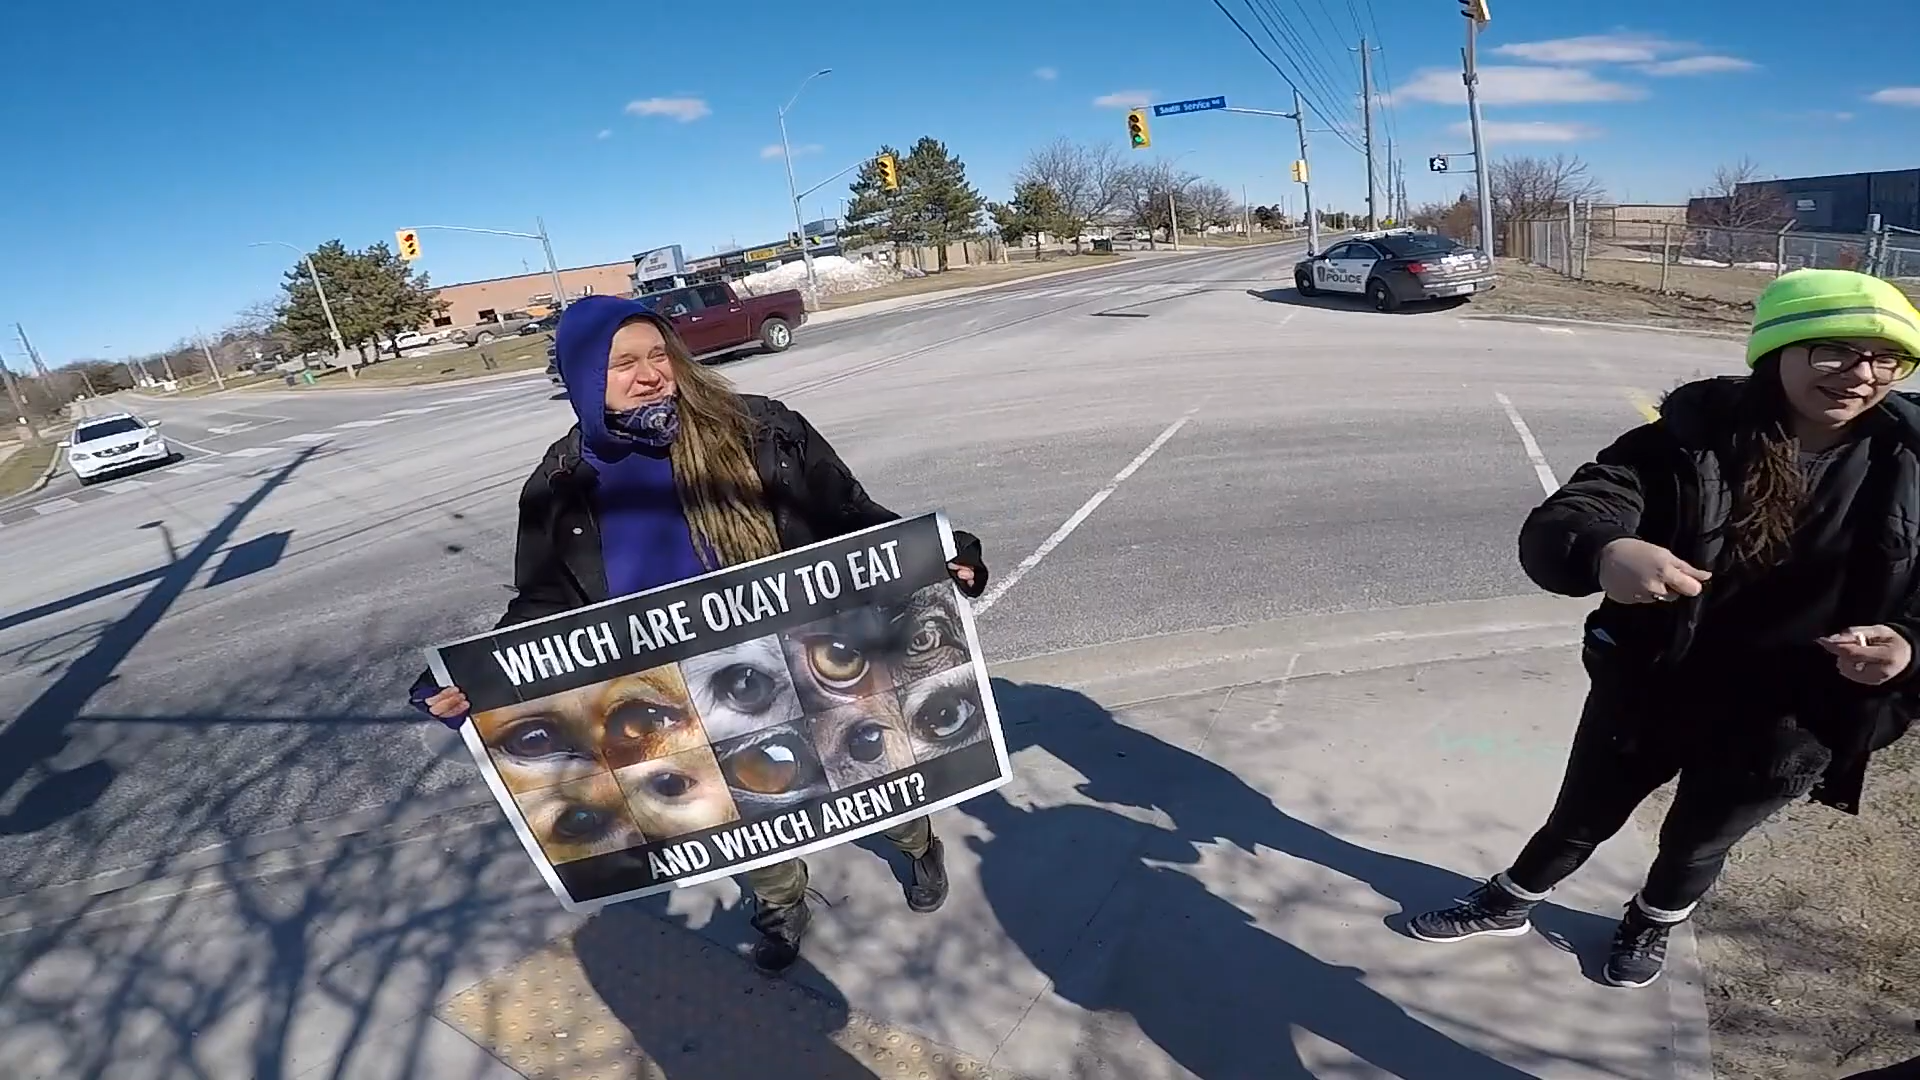 South Service Rd
POLICE
WHICH ARE OKAY TO EAT
AND WHICH AREN'T?